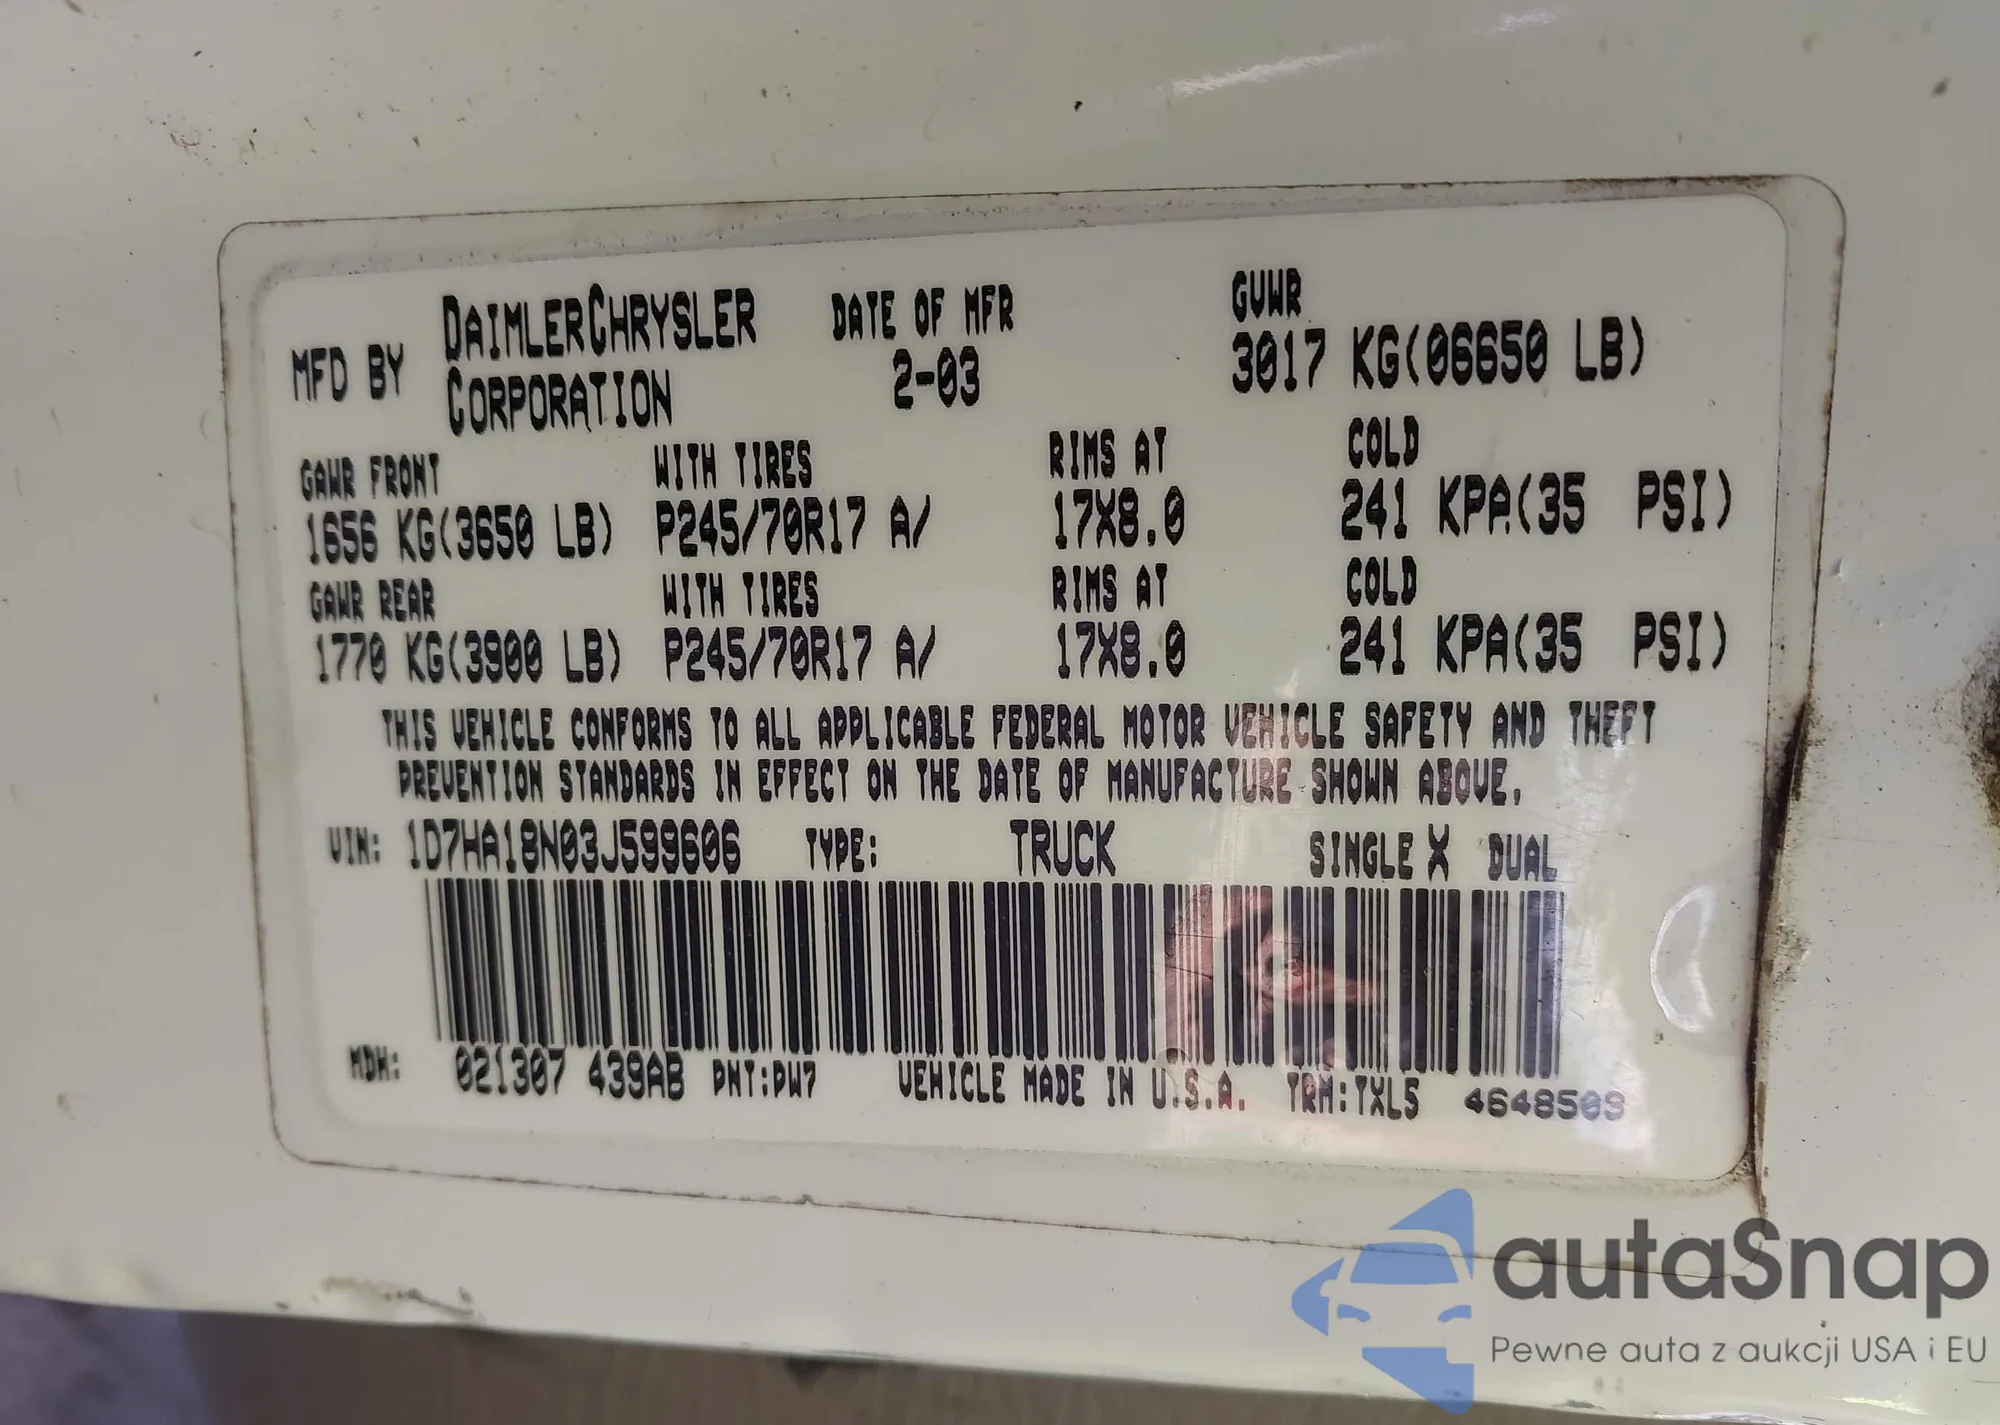 MFD BY DAIMLERCHRYSLER CORPORATION DATE OF MFR 2-03 GVWR 3017 KG(06650 LB)
GAWR FRONT WITH TIRES RIMS AT COLD
1656 KG(3650 LB) P245/70R17 A/ 17X8.0 241 KPA(35 PSI)
GAWR REAR WITH TIRES RIMS AT COLD
1770 KG(3900 LB) P245/70R17 A/ 17X8.0 241 KPA(35 PSI)
THIS VEHICLE CONFORMS TO ALL APPLICABLE FEDERAL MOTOR VEHICLE SAFETY AND THEFT
PREVENTION STANDARDS IN EFFECT ON THE DATE OF MANUFACTURE SHOWN ABOVE.
VIN: 1D7HA18N03J599606 TYPE: TRUCK SINGLE X DUAL
MDH: 021307 439AB PNT:PW7 VEHICLE MADE IN U.S.A. TRM:TXL5 4648503
autaSnap
Pewne auta z aukcji USA i EU